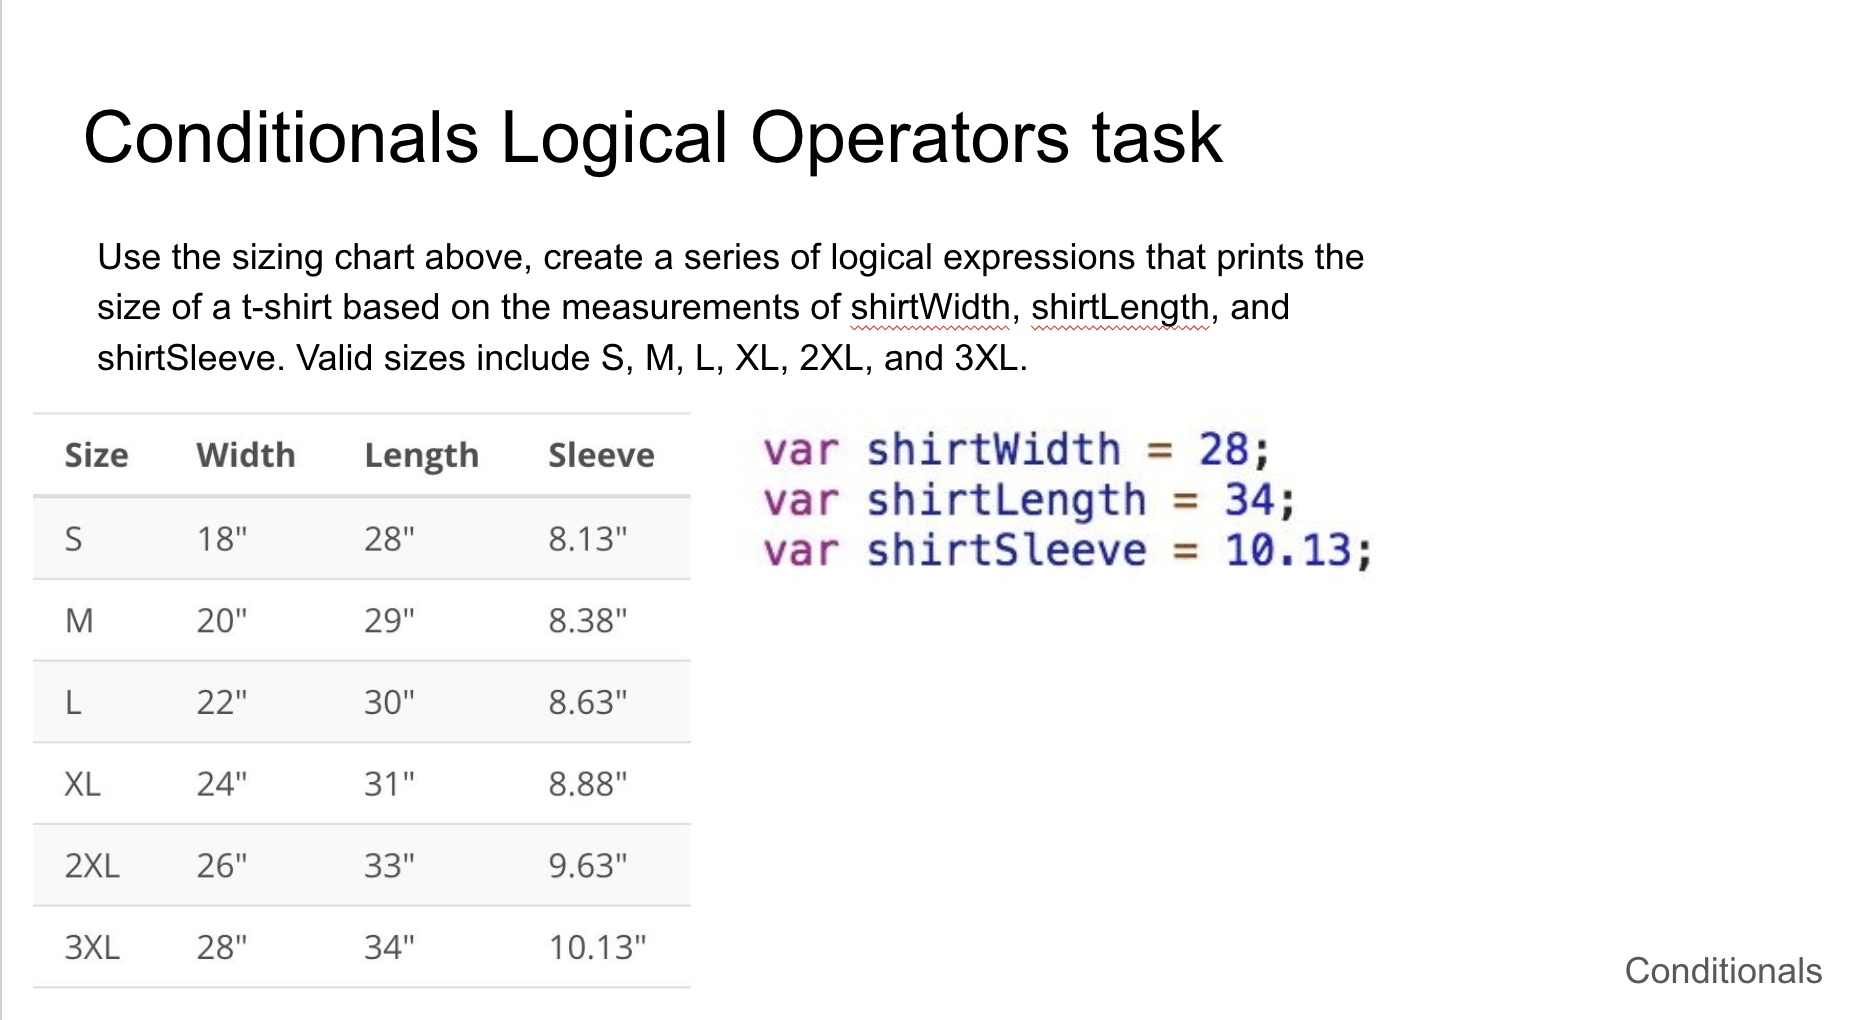 Conditionals Logical Operators task
Use the sizing chart above, create a series of logical expressions that prints the
size of a t-shirt based on the measurements of shirtWidth, shirtLength, and
shirtSleeve. Valid sizes include S, M, L, XL, 2XL, and 3XL.
Size Width Length Sleeve
S 18" 28" 8.13"
M 20" 29" 8.38"
L 22" 30" 8.63"
XL 24" 31" 8.88"
2XL 26" 33" 9.63"
3XL 28" 34" 10.13"
var shirtWidth = 28;
var shirtLength = 34;
var shirtSleeve = 10.13;
Conditionals